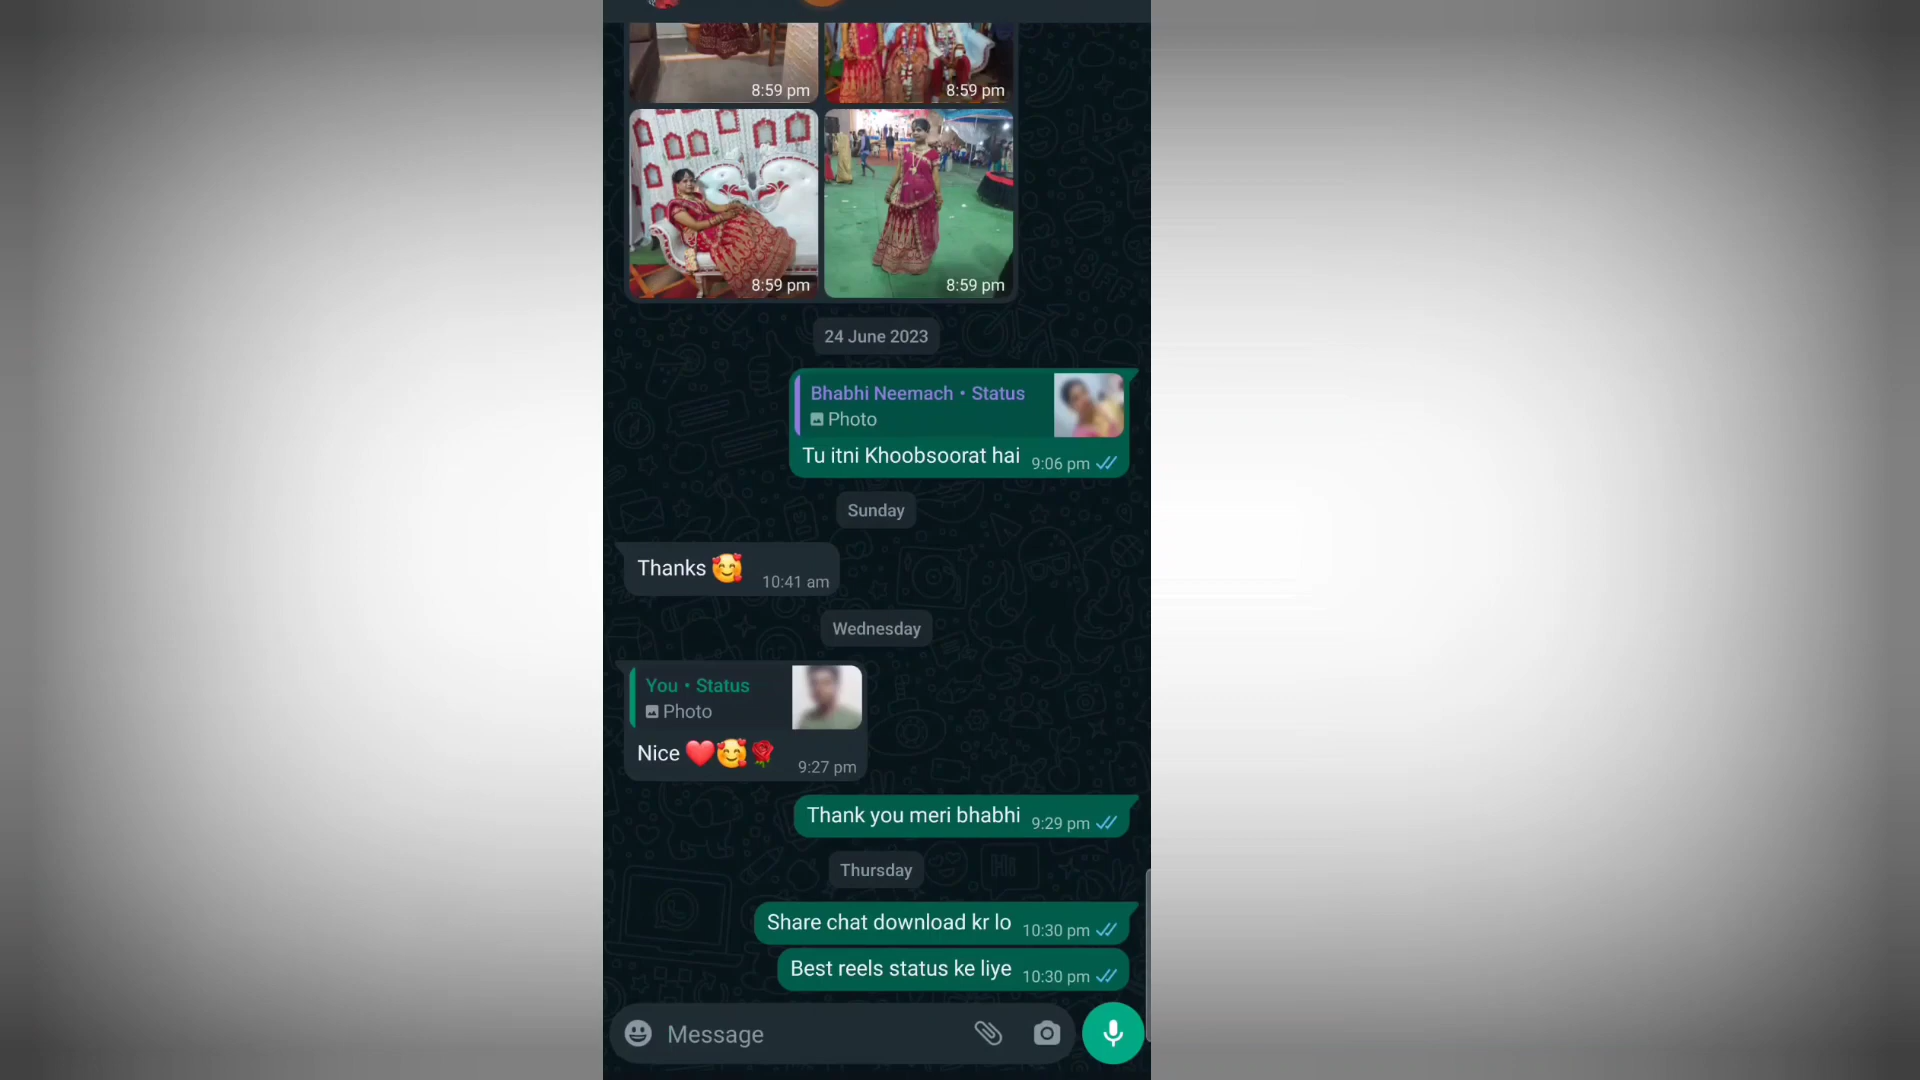 8:59 pm 8:59 pm
8:59 pm 8:59 pm
24 June 2023
Bhabhi Neemach • Status
Photo
Tu itni Khoobsoorat hai 9:06 pm
Sunday
Thanks 🥰 10:41 am
Wednesday
You • Status
Photo
Nice ❤️🥰🌹 9:27 pm
Thank you meri bhabhi 9:29 pm
Thursday
Share chat download kr lo 10:30 pm
Best reels status ke liye 10:30 pm
Message